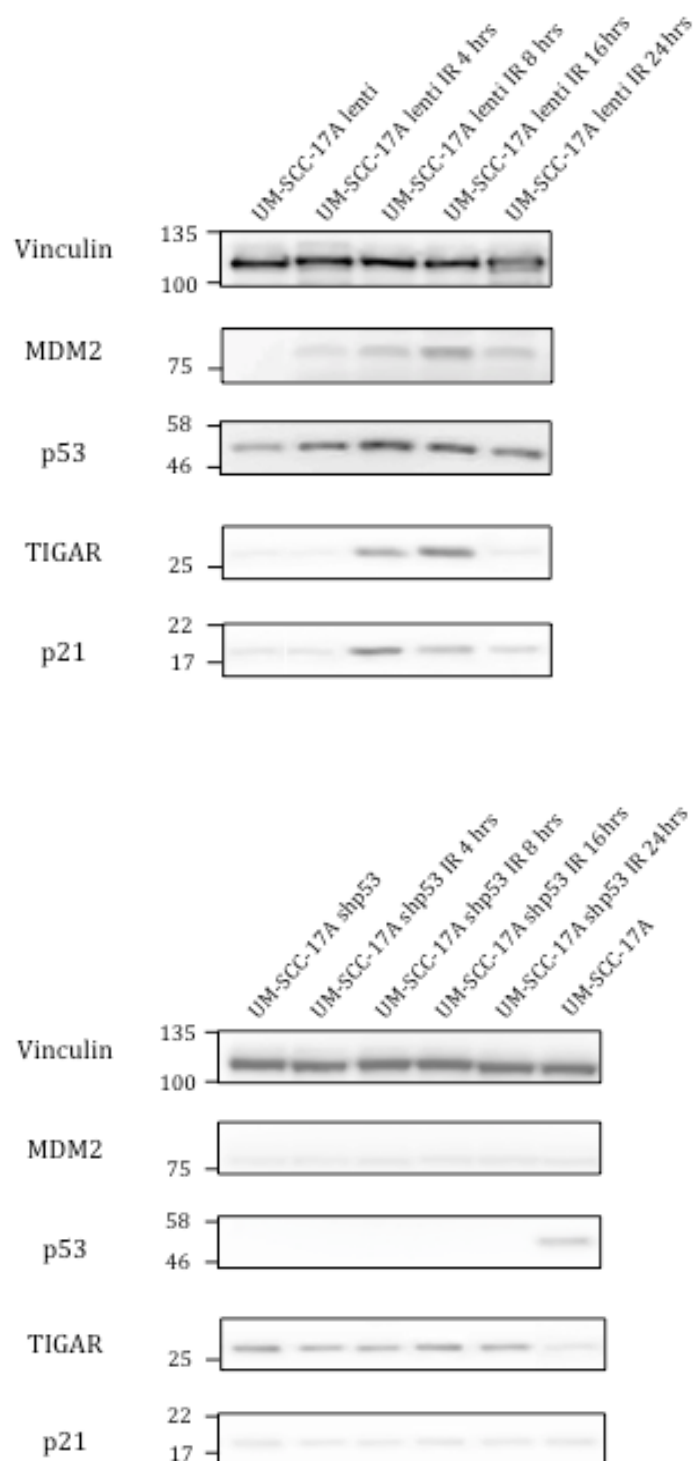 UM-SCC-17A lenti
UM-SCC-17A lenti IR 4 hrs
UM-SCC-17A lenti IR 8 hrs
UM-SCC-17A lenti IR 16hrs
UM-SCC-17A lenti IR 24hrs
Vinculin
135
100
MDM2
75
p53
58
46
TIGAR
25
p21
22
17
UM-SCC-17A shp53
UM-SCC-17A shp53 IR 4 hrs
UM-SCC-17A shp53 IR 8 hrs
UM-SCC-17A shp53 IR 16hrs
UM-SCC-17A shp53 IR 24hrs
UM-SCC-17A
Vinculin
135
100
MDM2
75
p53
58
46
TIGAR
25
p21
22
17